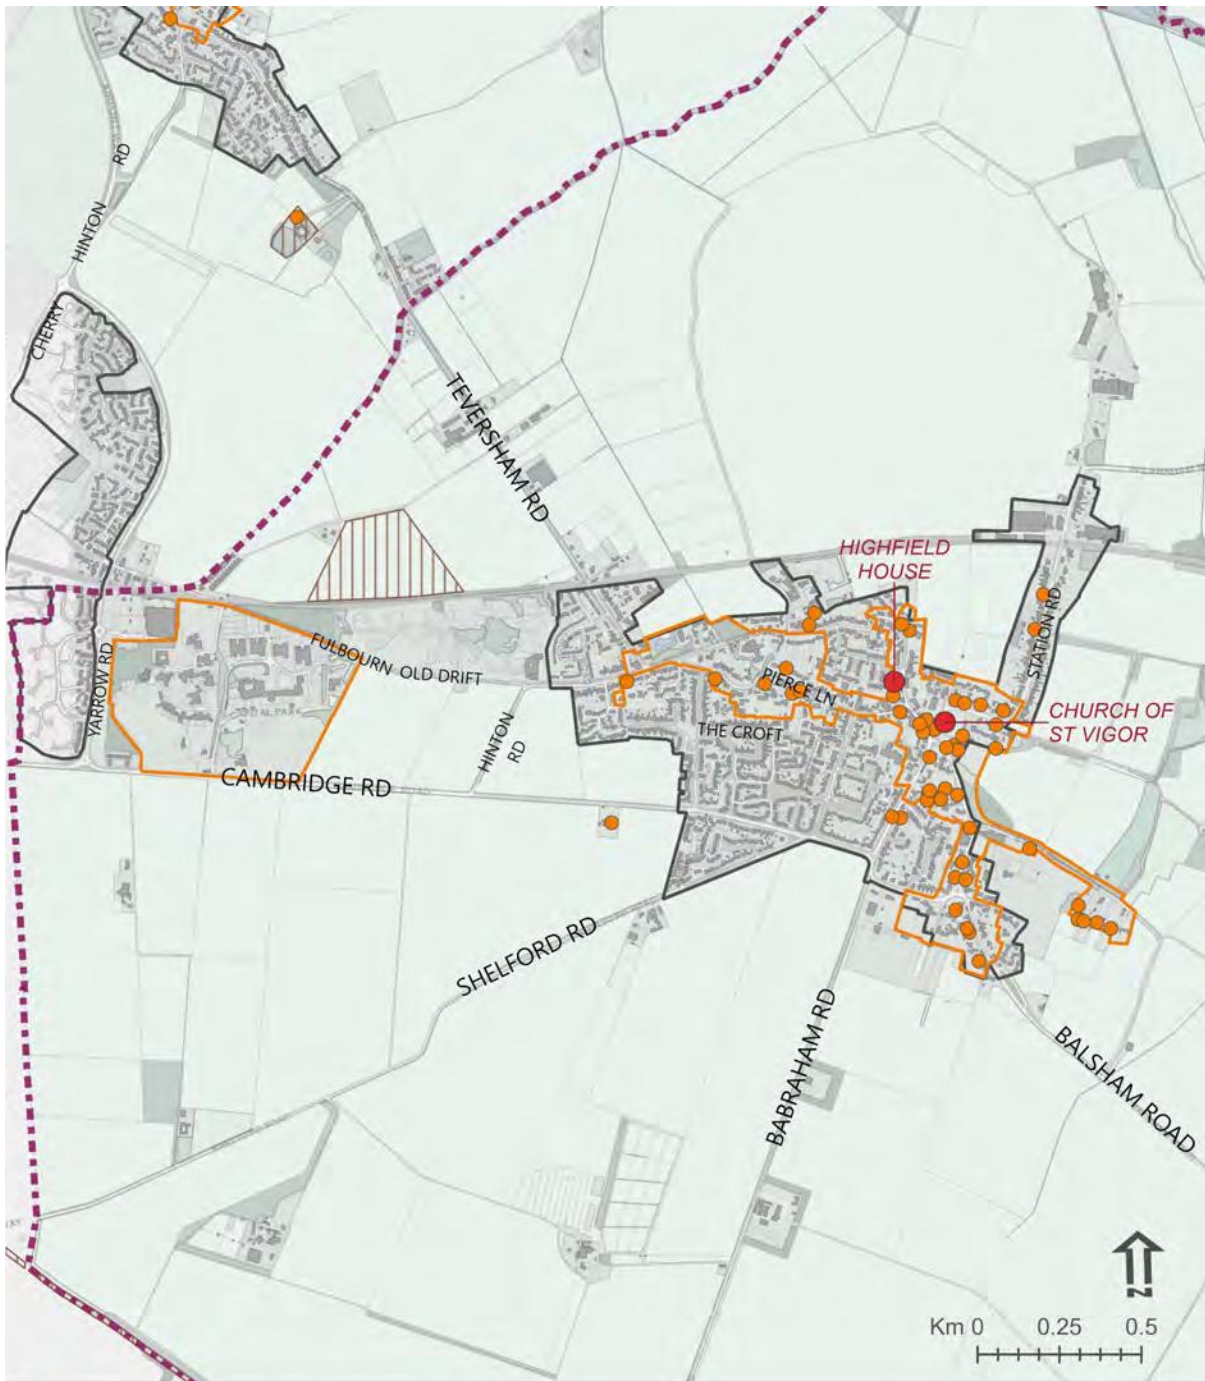 RD
HINTON
CHERRY
TEVERSHAM RD
HIGHFIELD
HOUSE
STATION RD
FULBOURN OLD DRIFT
YARROW RD
PIERCE LN
CHURCH OF
ST VIGOR
THE CROFT
HINTON
RD
CAMBRIDGE RD
SHELFORD RD
BABRAHAM RD
BALSHAM ROAD
N
Km 0 0.25 0.5